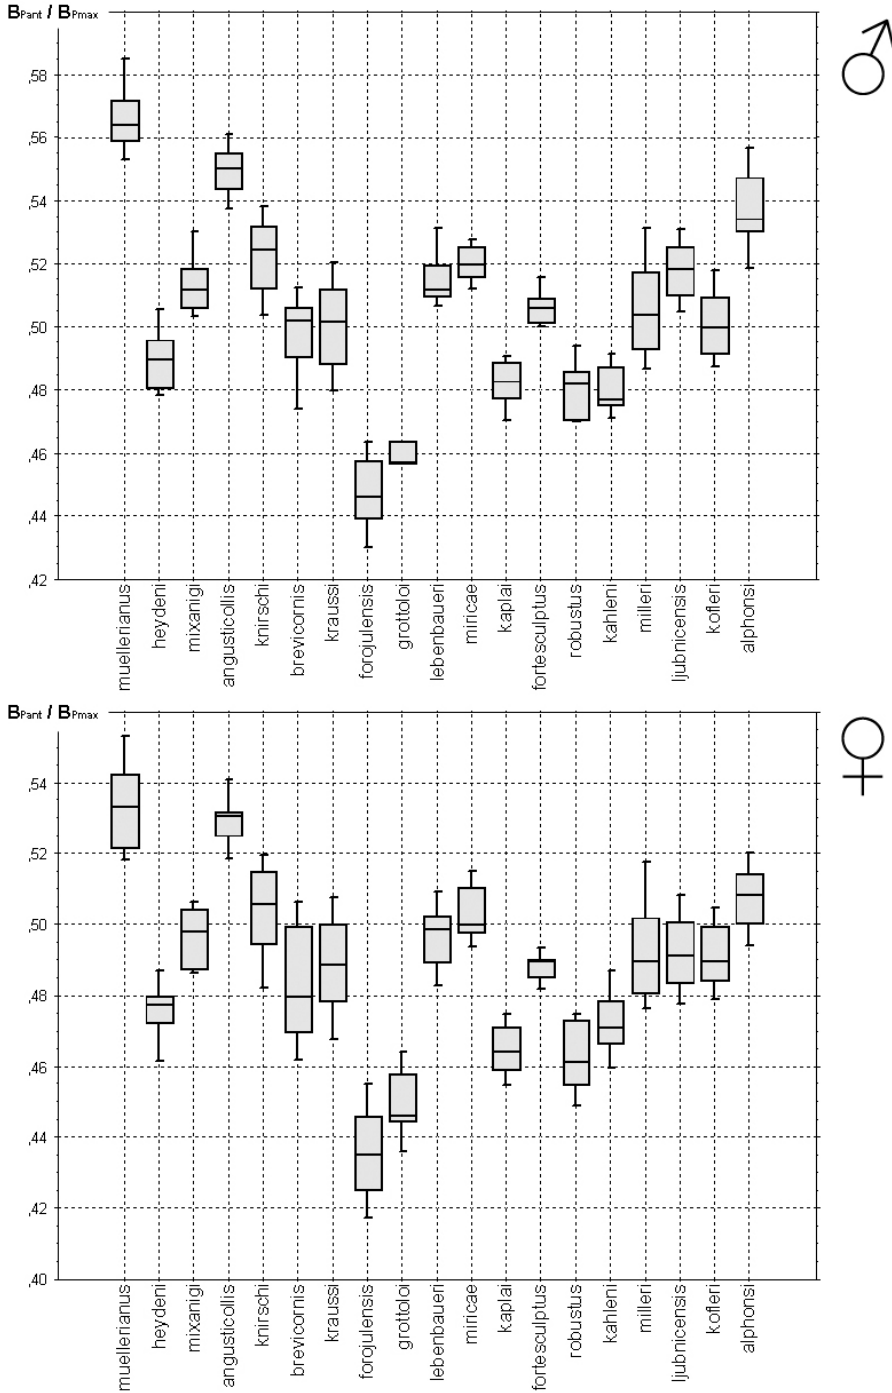 BPant / BPmax
,58
,56
,54
,52
,50
,48
,46
,44
,42
muellerianus
heydeni
mixanigi
angusticollis
knirschi
brevicornis
kraussi
forojulensis
grottoloi
lebenbaueri
miricae
kaplai
fortesculptus
robustus
kahleni
milleri
ljubnicensis
kofleri
alphonsi
BPant / BPmax
,54
,52
,50
,48
,46
,44
,42
,40
muellerianus
heydeni
mixanigi
angusticollis
knirschi
brevicornis
kraussi
forojulensis
grottoloi
lebenbaueri
miricae
kaplai
fortesculptus
robustus
kahleni
milleri
ljubnicensis
kofleri
alphonsi